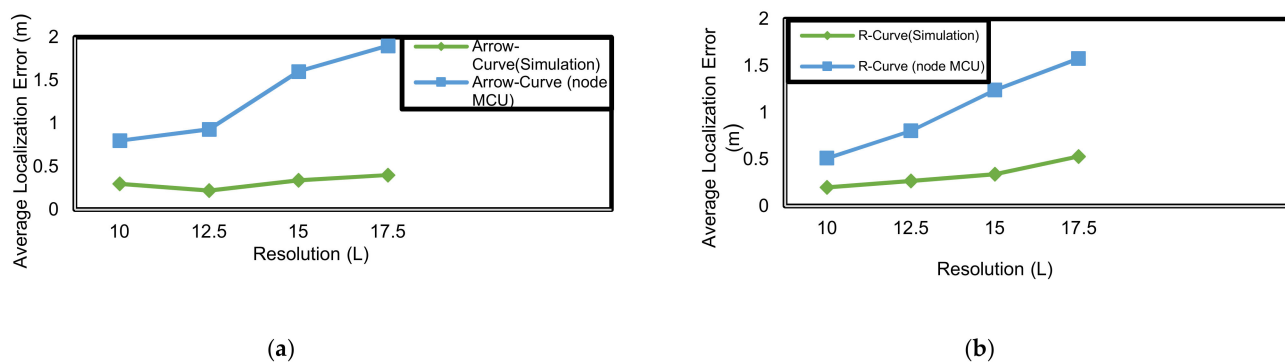 Average Localization Error (m)
2
1.5
1
0.5
0
10 12.5 15 17.5
Resolution (L)
Arrow-
Curve(Simulation)
Arrow-Curve (node
MCU)
(a)
Average Localization Error
(m)
2
1.5
1
0.5
0
10 12.5 15 17.5
Resolution (L)
R-Curve(Simulation)
R-Curve (node MCU)
(b)